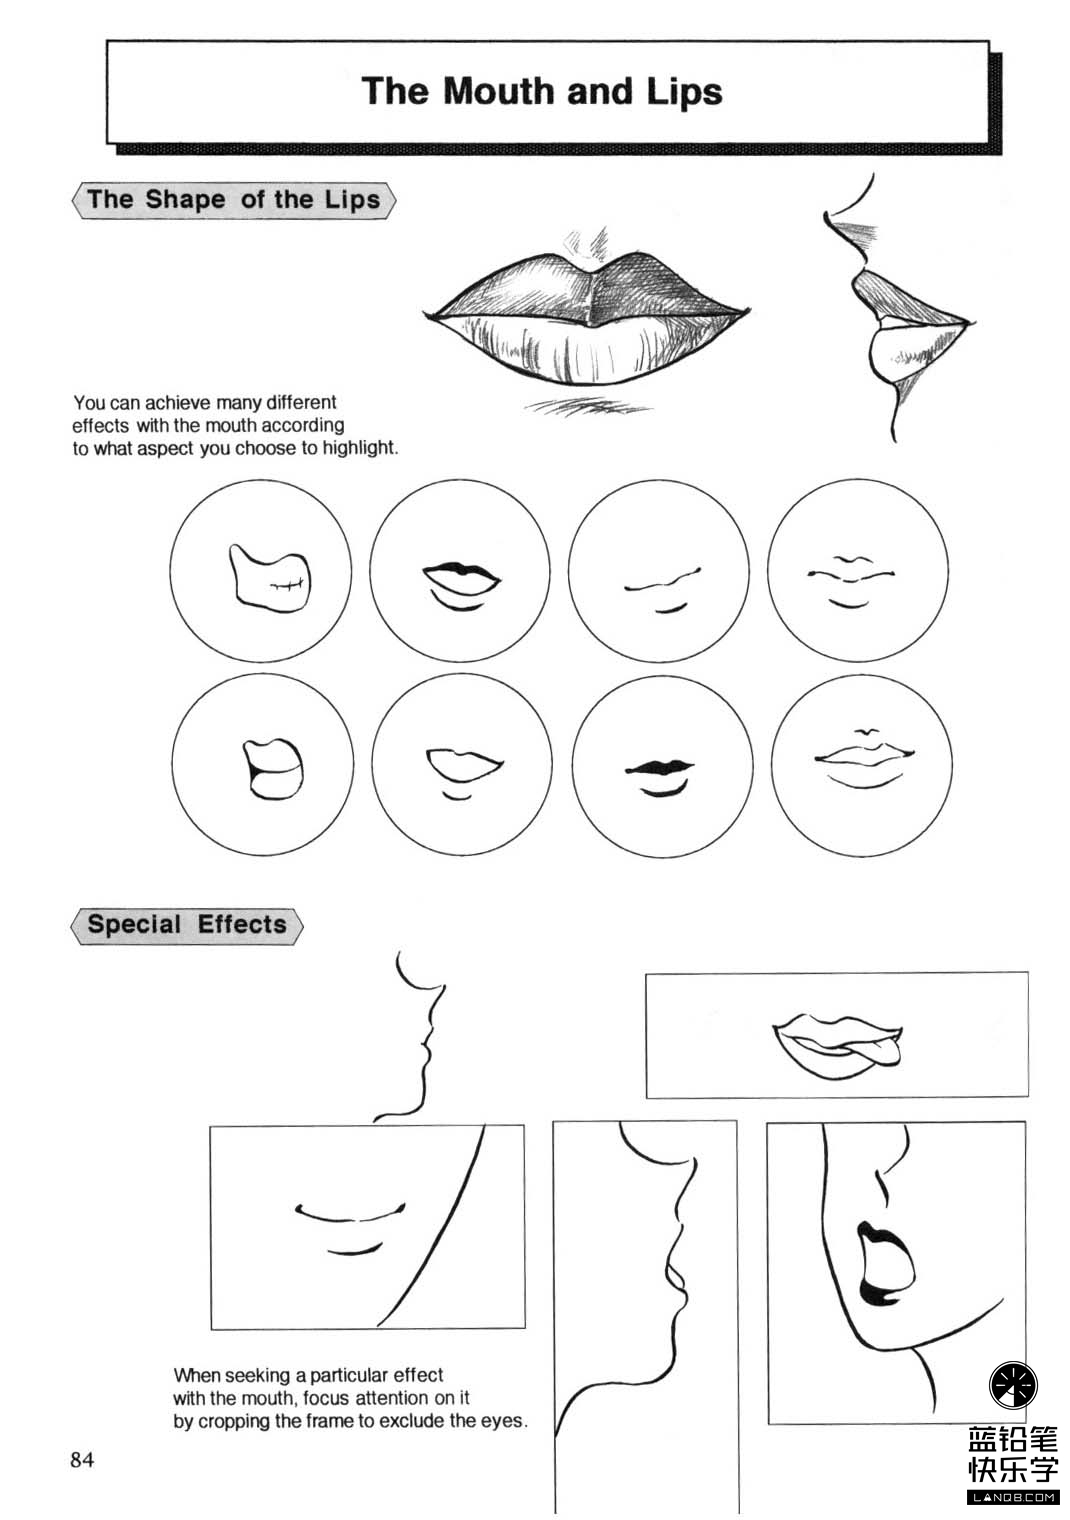 The Mouth and Lips
The Shape of the Lips
You can achieve many different
effects with the mouth according
to what aspect you choose to highlight.
Special Effects
When seeking a particular effect
with the mouth, focus attention on it
by cropping the frame to exclude the eyes.
84
蓝铅笔
快乐学
LANQB.COM